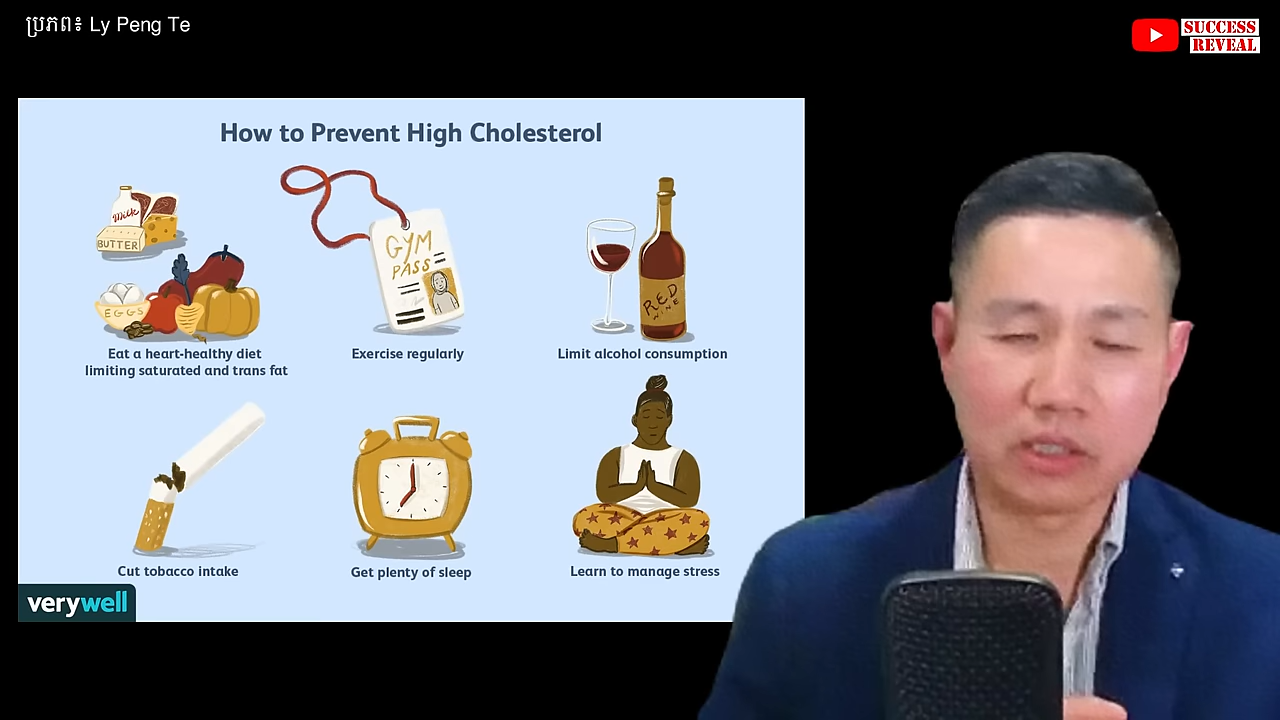 ប្រភព៖ Ly Peng Te
SUCCESS
REVEAL
How to Prevent High Cholesterol
Milk
BUTTER
EGGS
GYM
PASS
RED
WINE
Eat a heart-healthy diet
limiting saturated and trans fat
Exercise regularly
Limit alcohol consumption
Cut tobacco intake
Get plenty of sleep
Learn to manage stress
verywell